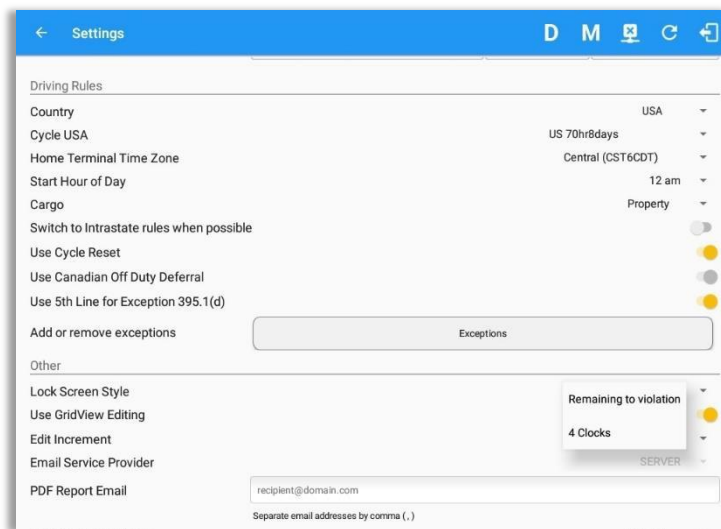 Settings D M
Driving Rules
Country USA
Cycle USA US 70hr8days
Home Terminal Time Zone Central (CST6CDT)
Start Hour of Day 12 am
Cargo Property
Switch to Intrastate rules when possible
Use Cycle Reset
Use Canadian Off Duty Deferral
Use 5th Line for Exception 395.1(d)
Add or remove exceptions Exceptions
Other
Lock Screen Style
Remaining to violation
Use GridView Editing
4 Clocks
Edit Increment
Email Service Provider SERVER
PDF Report Email recipient@domain.com
Separate email addresses by comma ( , )